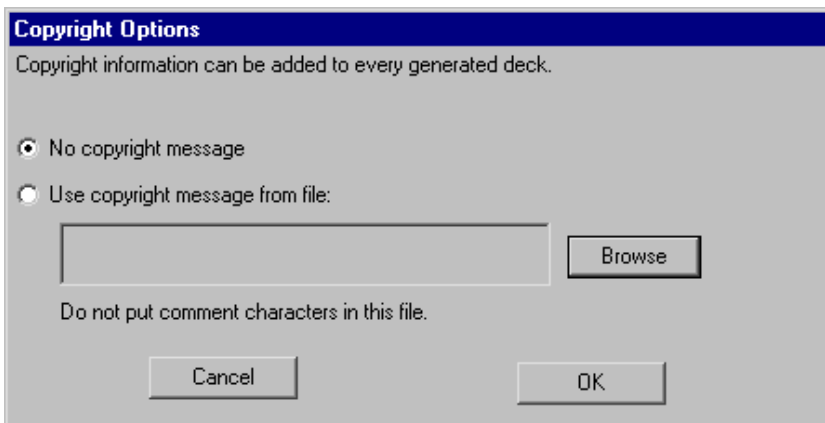 Copyright Options
Copyright information can be added to every generated deck.
No copyright message
Use copyright message from file:
Browse
Do not put comment characters in this file.
Cancel
OK